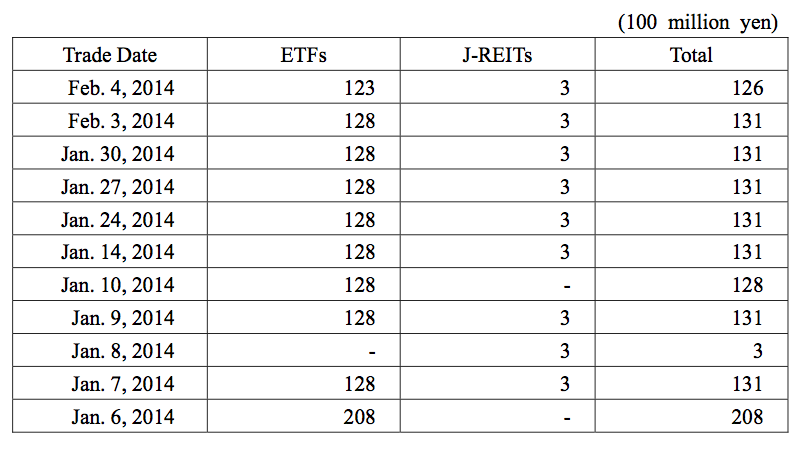 (100 million yen)
Trade Date ETFs J-REITs Total
Feb. 4, 2014 123 3 126
Feb. 3, 2014 128 3 131
Jan. 30, 2014 128 3 131
Jan. 27, 2014 128 3 131
Jan. 24, 2014 128 3 131
Jan. 14, 2014 128 3 131
Jan. 10, 2014 128 - 128
Jan. 9, 2014 128 3 131
Jan. 8, 2014 - 3 3
Jan. 7, 2014 128 3 131
Jan. 6, 2014 208 - 208